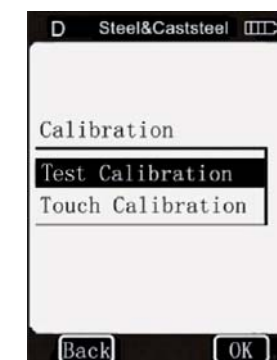 D Steel&Caststeel
Calibration
Test Calibration
Touch Calibration
Back OK